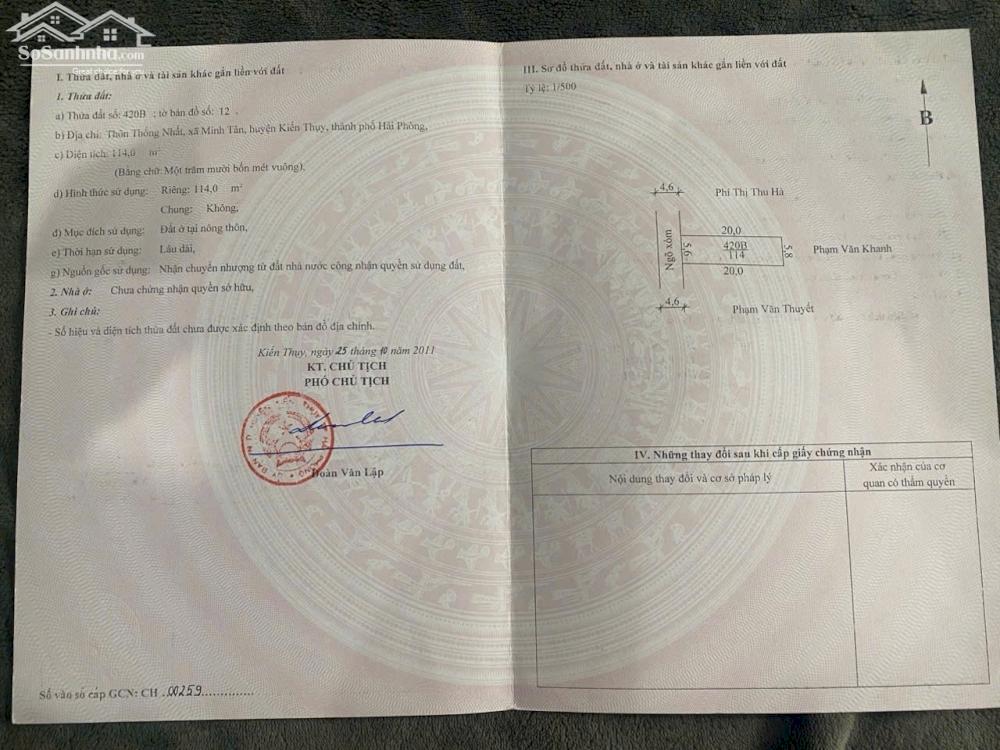 SoSanhnha.com
I. Thửa đất, nhà ở và tài sản khác gắn liền với đất
1. Thửa đất:
a) Thửa đất số: 420B ; tờ bản đồ số: 12 .
b) Địa chỉ: Thôn Thống Nhất, xã Minh Tân, huyện Kiến Thụy, thành phố Hải Phòng,
c) Diện tích: 114,0 m²
(Bằng chữ: Một trăm mười bốn mét vuông),
d) Hình thức sử dụng: Riêng: 114,0 m²
Chung: Không,
đ) Mục đích sử dụng: Đất ở tại nông thôn,
e) Thời hạn sử dụng: Lâu dài,
g) Nguồn gốc sử dụng: Nhận chuyển nhượng từ đất nhà nước công nhận quyền sử dụng đất,
2. Nhà ở: Chưa chứng nhận quyền sở hữu,
3. Ghi chú:
- Số hiệu và diện tích thửa đất chưa được xác định theo bản đồ địa chính.
Kiến Thụy, ngày 25 tháng 10 năm 2011
KT. CHỦ TỊCH
PHÓ CHỦ TỊCH
Đoàn Văn Lập
Số vào sổ cấp GCN: CH .00259..............
III. Sơ đồ thửa đất, nhà ở và tài sản khác gắn liền với đất
Tỷ lệ: 1/500
B
4,6
Phí Thị Thu Hà
20,0
Ngõ xóm
5,6
420B
114
5,8
Phạm Văn Khanh
20,0
4,6
Phạm Văn Thuyết
IV. Những thay đổi sau khi cấp giấy chứng nhận
Nội dung thay đổi và cơ sở pháp lý
Xác nhận của cơ
quan có thẩm quyền